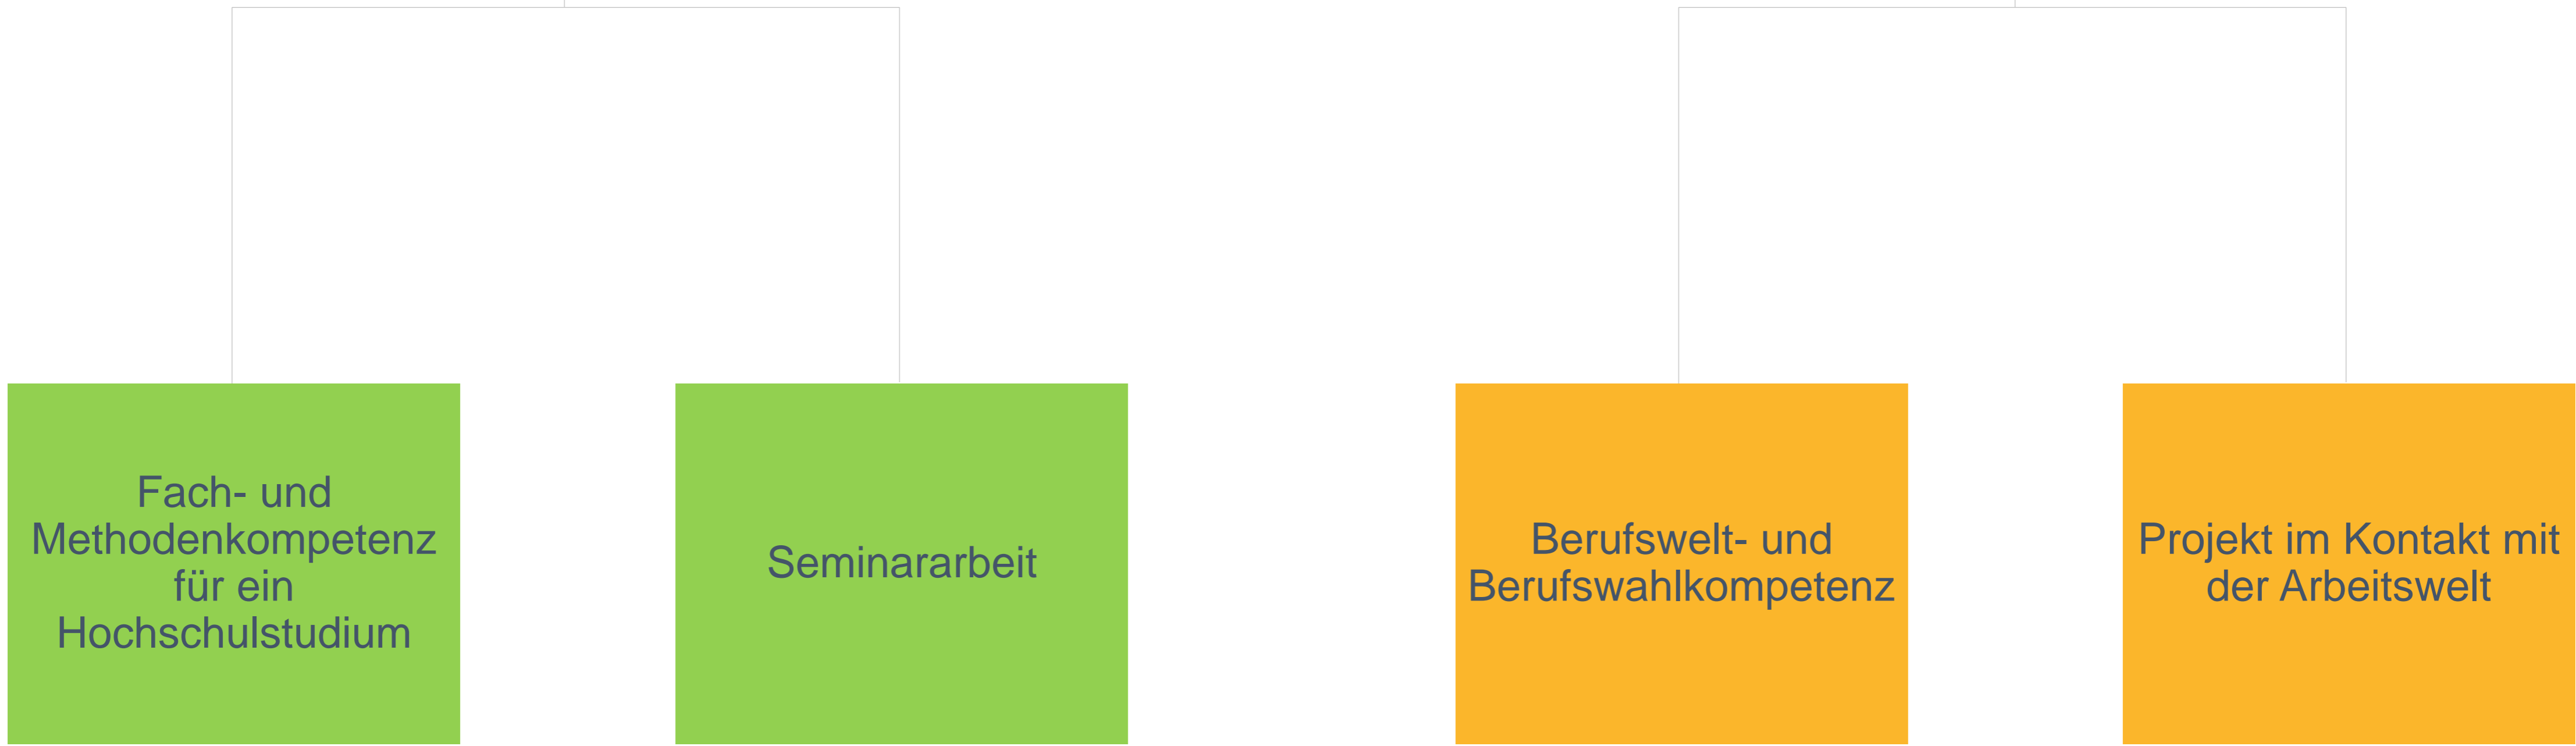 Fach- und
Methodenkompetenz
für ein
Hochschulstudium
Seminararbeit
Berufswelt- und
Berufswahlkompetenz
Projekt im Kontakt mit
der Arbeitswelt